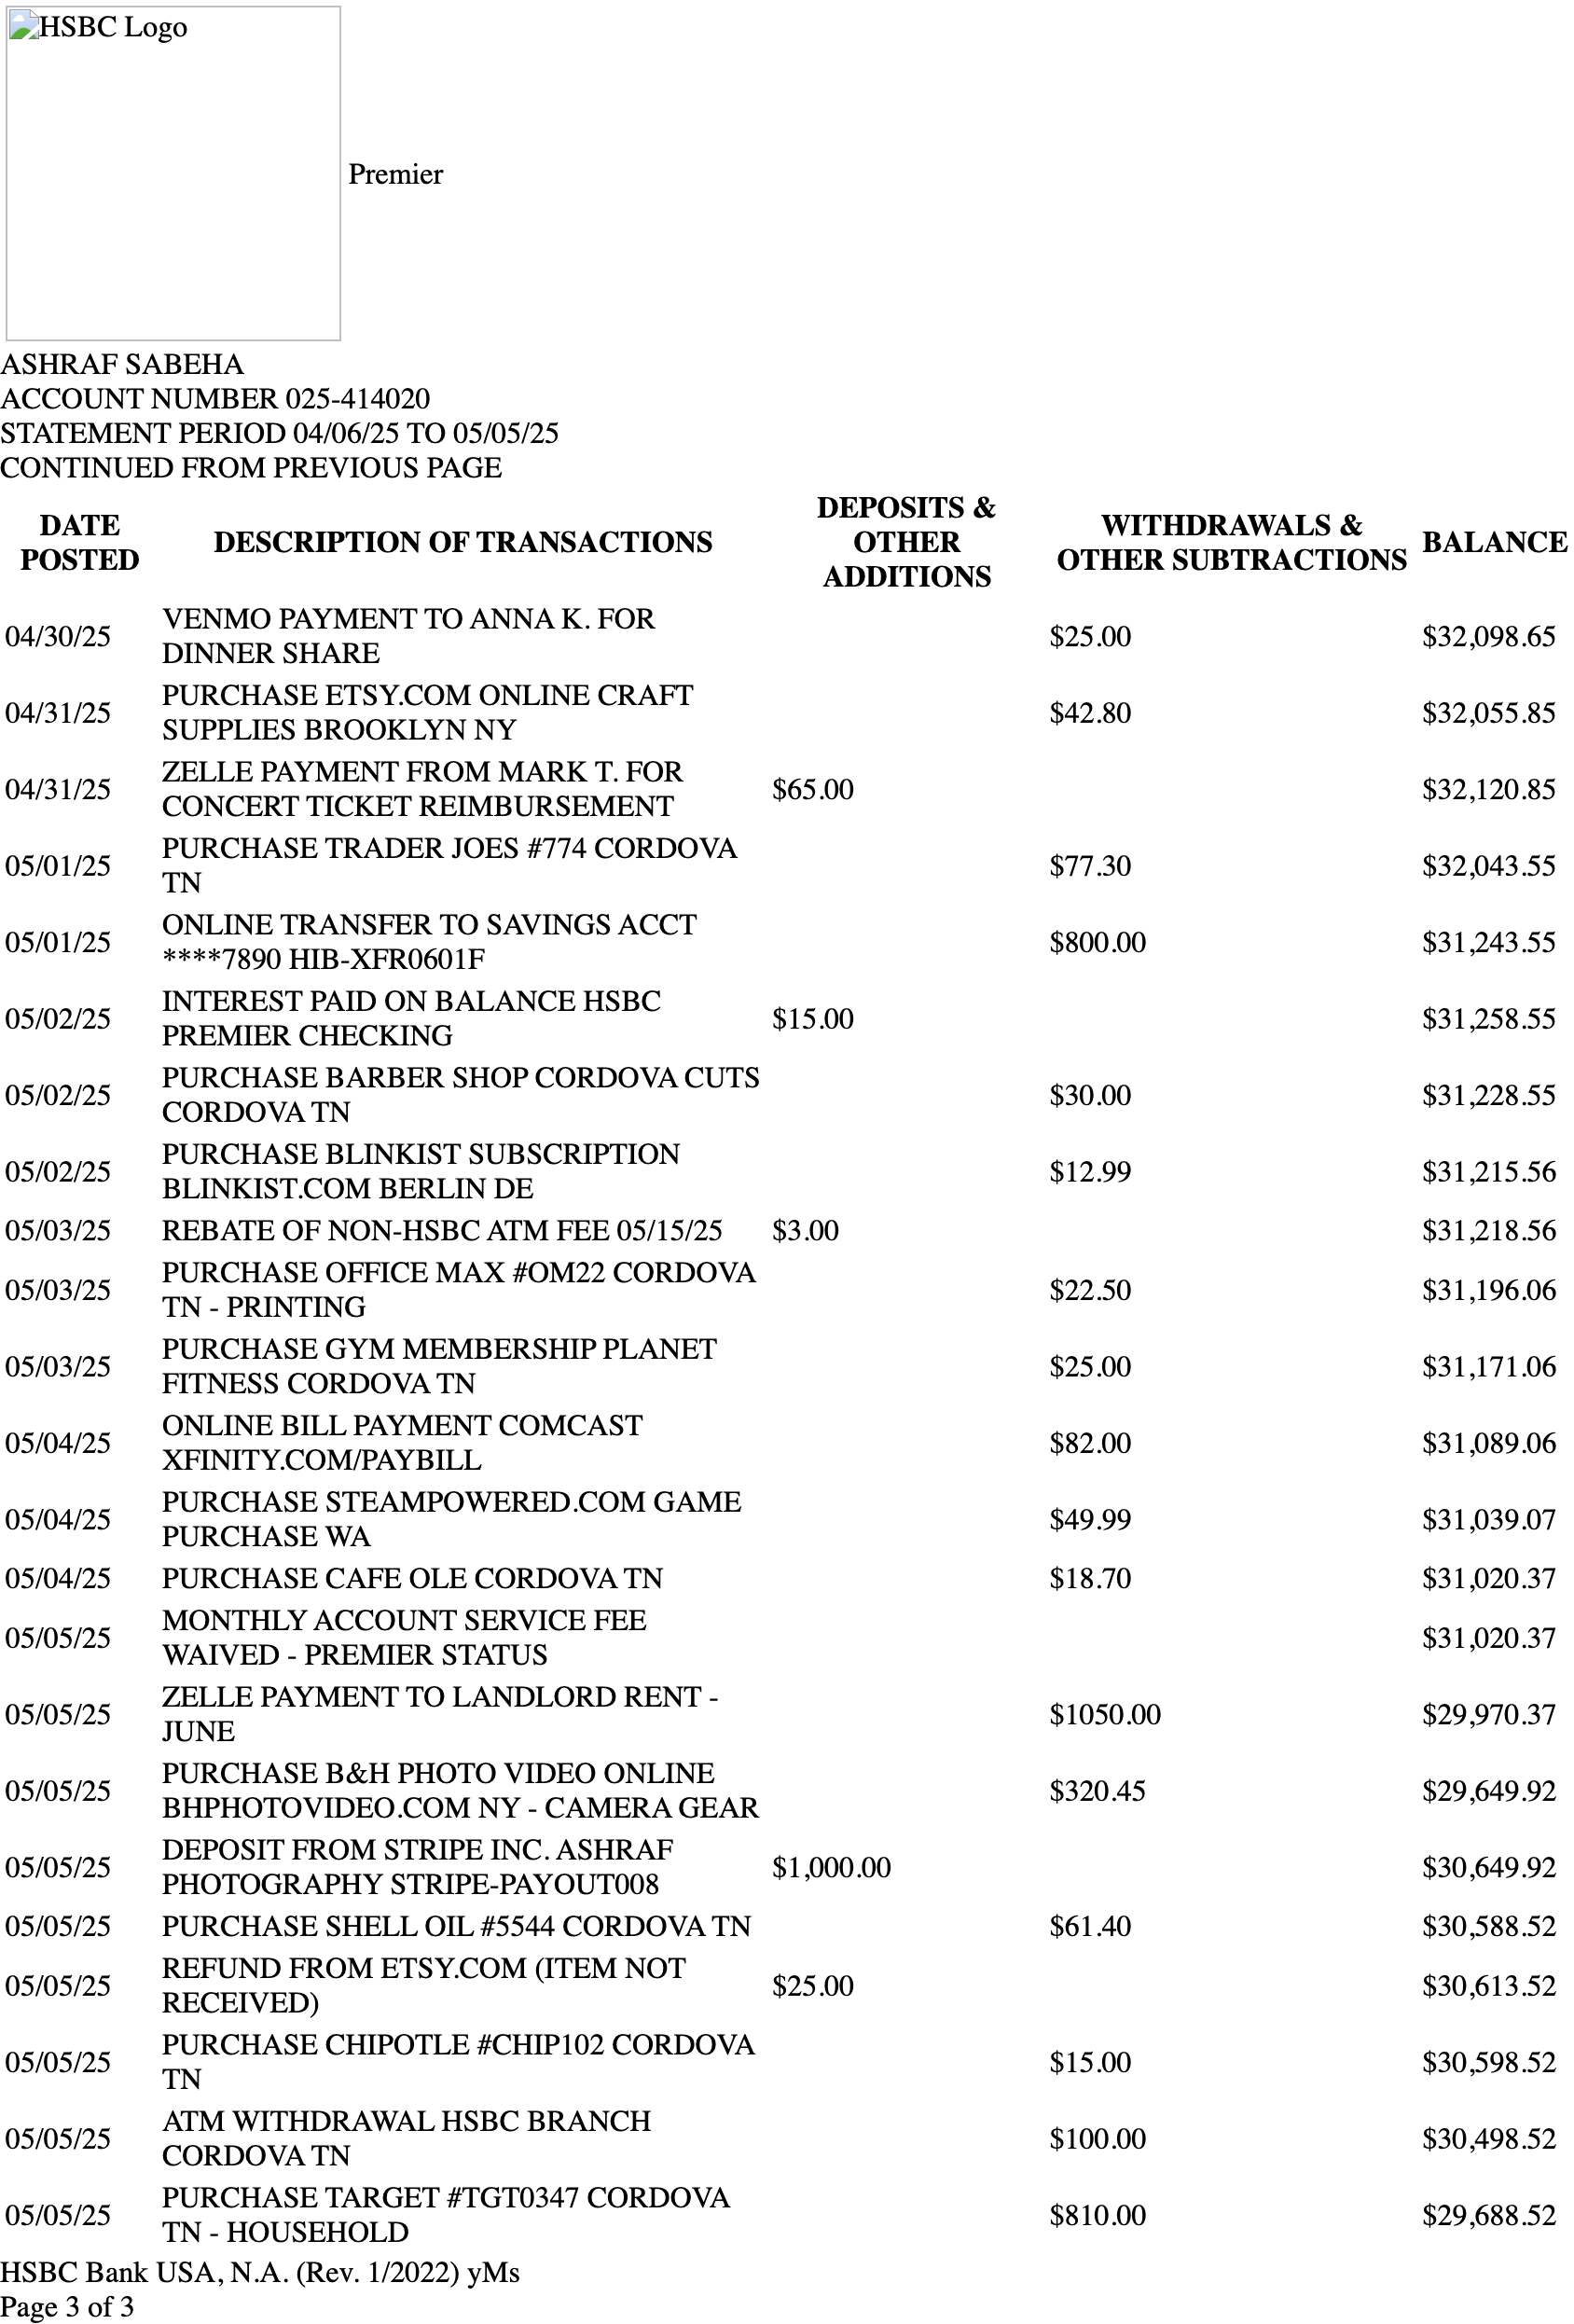 HSBC Logo
Premier
ASHRAF SABEHA
ACCOUNT NUMBER 025-414020
STATEMENT PERIOD 04/06/25 TO 05/05/25
CONTINUED FROM PREVIOUS PAGE
DATE POSTED DESCRIPTION OF TRANSACTIONS DEPOSITS & OTHER ADDITIONS WITHDRAWALS & OTHER SUBTRACTIONS BALANCE
04/30/25 VENMO PAYMENT TO ANNA K. FOR DINNER SHARE $25.00 $32,098.65
04/31/25 PURCHASE ETSY.COM ONLINE CRAFT SUPPLIES BROOKLYN NY $42.80 $32,055.85
04/31/25 ZELLE PAYMENT FROM MARK T. FOR CONCERT TICKET REIMBURSEMENT $65.00 $32,120.85
05/01/25 PURCHASE TRADER JOES #774 CORDOVA TN $77.30 $32,043.55
05/01/25 ONLINE TRANSFER TO SAVINGS ACCT ****7890 HIB-XFR0601F $800.00 $31,243.55
05/02/25 INTEREST PAID ON BALANCE HSBC PREMIER CHECKING $15.00 $31,258.55
05/02/25 PURCHASE BARBER SHOP CORDOVA CUTS CORDOVA TN $30.00 $31,228.55
05/02/25 PURCHASE BLINKIST SUBSCRIPTION BLINKIST.COM BERLIN DE $12.99 $31,215.56
05/03/25 REBATE OF NON-HSBC ATM FEE 05/15/25 $3.00 $31,218.56
05/03/25 PURCHASE OFFICE MAX #OM22 CORDOVA TN - PRINTING $22.50 $31,196.06
05/03/25 PURCHASE GYM MEMBERSHIP PLANET FITNESS CORDOVA TN $25.00 $31,171.06
05/04/25 ONLINE BILL PAYMENT COMCAST XFINITY.COM/PAYBILL $82.00 $31,089.06
05/04/25 PURCHASE STEAMPOWERED.COM GAME PURCHASE WA $49.99 $31,039.07
05/04/25 PURCHASE CAFE OLE CORDOVA TN $18.70 $31,020.37
05/05/25 MONTHLY ACCOUNT SERVICE FEE WAIVED - PREMIER STATUS $31,020.37
05/05/25 ZELLE PAYMENT TO LANDLORD RENT - JUNE $1050.00 $29,970.37
05/05/25 PURCHASE B&H PHOTO VIDEO ONLINE BHPHOTOVIDEO.COM NY - CAMERA GEAR $320.45 $29,649.92
05/05/25 DEPOSIT FROM STRIPE INC. ASHRAF PHOTOGRAPHY STRIPE-PAYOUT008 $1,000.00 $30,649.92
05/05/25 PURCHASE SHELL OIL #5544 CORDOVA TN $61.40 $30,588.52
05/05/25 REFUND FROM ETSY.COM (ITEM NOT RECEIVED) $25.00 $30,613.52
05/05/25 PURCHASE CHIPOTLE #CHIP102 CORDOVA TN $15.00 $30,598.52
05/05/25 ATM WITHDRAWAL HSBC BRANCH CORDOVA TN $100.00 $30,498.52
05/05/25 PURCHASE TARGET #TGT0347 CORDOVA TN - HOUSEHOLD $810.00 $29,688.52
HSBC Bank USA, N.A. (Rev. 1/2022) yMs
Page 3 of 3